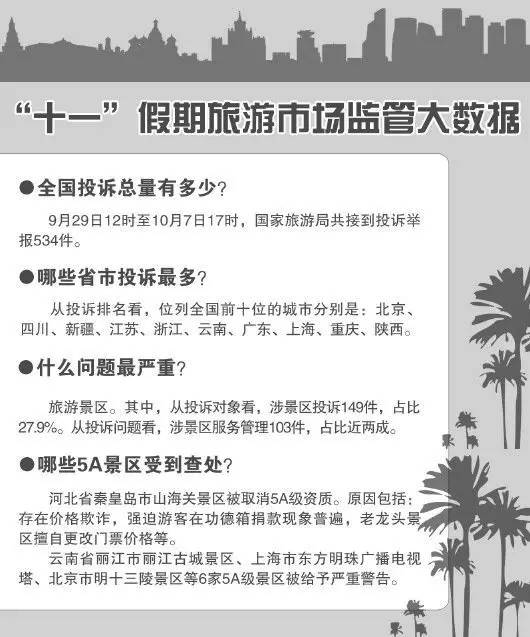 “十一”假期旅游市场监管大数据
●全国投诉总量有多少?
9月29日12时至10月7日17时，国家旅游局共接到投诉举
报534件。
●哪些省市投诉最多?
从投诉排名看，位列全国前十位的城市分别是：北京、
四川、新疆、江苏、浙江、云南、广东、上海、重庆、陕西。
●什么问题最严重?
旅游景区。其中，从投诉对象看，涉景区投诉149件，占比
27.9%。从投诉问题看，涉景区服务管理103件，占比近两成。
●哪些5A景区受到查处?
河北省秦皇岛市山海关景区被取消5A级资质。原因包括：
存在价格欺诈，强迫游客在功德箱捐款现象普遍，老龙头景
区擅自更改门票价格等。
云南省丽江市丽江古城景区、上海市东方明珠广播电视
塔、北京市明十三陵景区等6家5A级景区被给予严重警告。